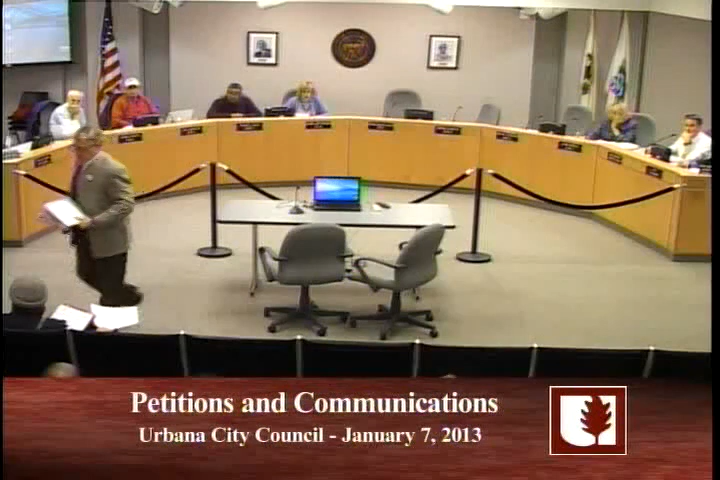 Petitions and Communications
Urbana City Council - January 7, 2013